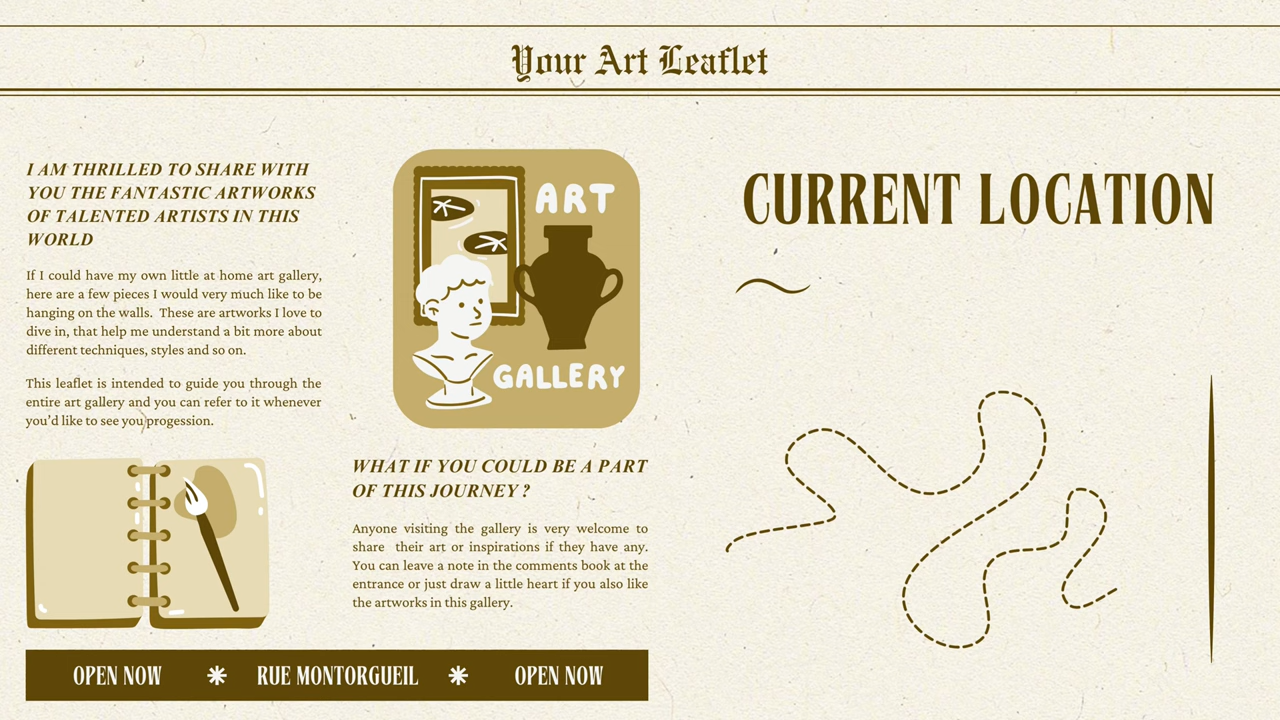 Your Art Leaflet
I AM THRILLED TO SHARE WITH
YOU THE FANTASTIC ARTWORKS
OF TALENTED ARTISTS IN THIS
WORLD
If I could have my own little at home art gallery,
here are a few pieces I would very much like to be
hanging on the walls. These are artworks I love to
dive in, that help me understand a bit more about
different techniques, styles and so on.
This leaflet is intended to guide you through the
entire art gallery and you can refer to it whenever
you'd like to see you progession.
ART
GALLERY
WHAT IF YOU COULD BE A PART
OF THIS JOURNEY ?
Anyone visiting the gallery is very welcome to
share their art or inspirations if they have any.
You can leave a note in the comments book at the
entrance or just draw a little heart if you also like
the artworks in this gallery.
OPEN NOW * RUE MONTORGUEIL * OPEN NOW
CURRENT LOCATION